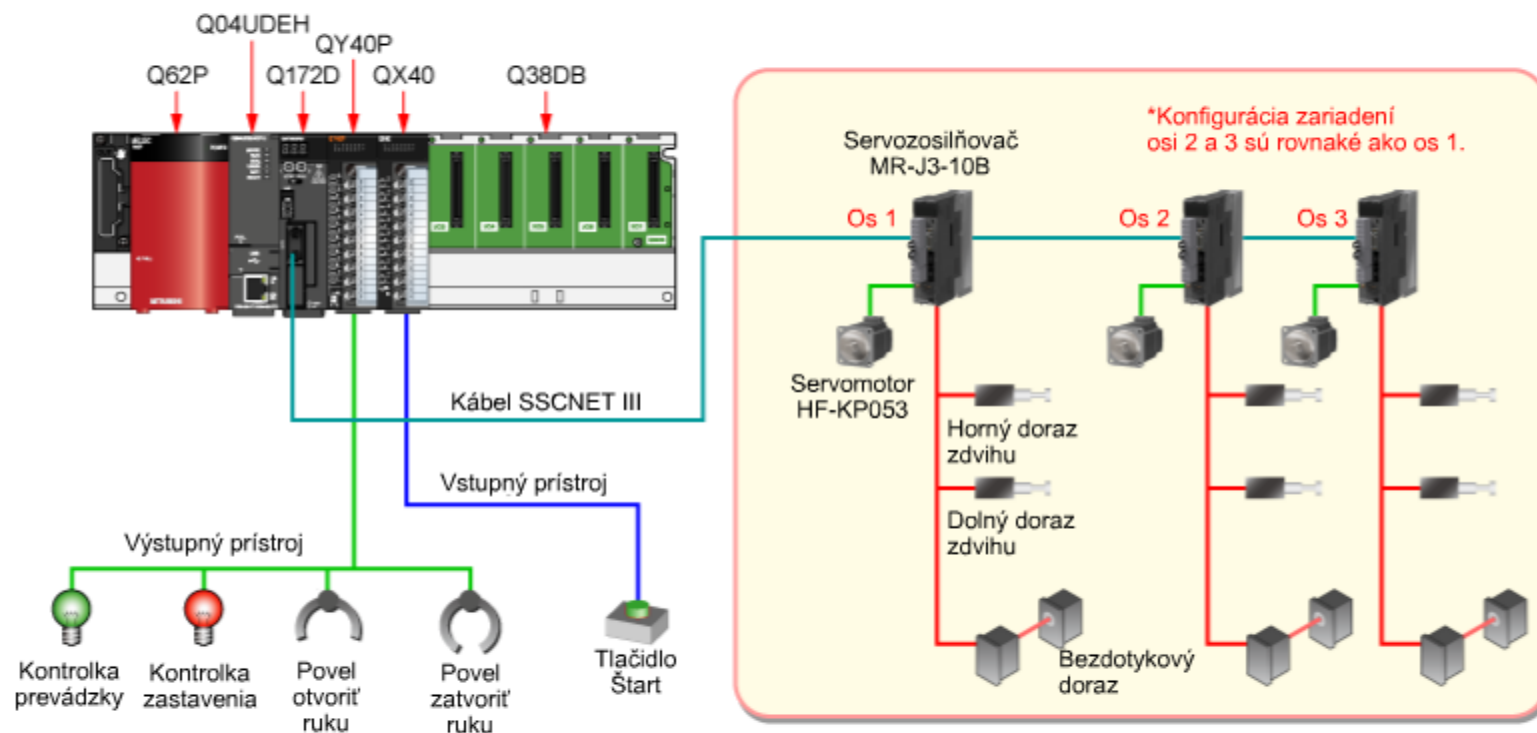 Q04UDEH
QY40P
Q62P
Q172D
QX40
Q38DB
*Konfigurácia zariadení
osi 2 a 3 sú rovnaké ako os 1.
Servozosilňovač
MR-J3-10B
Os 1
Os 2
Os 3
Servomotor
HF-KP053
Kábel SSCNET III
Horný doraz
zdvihu
Vstupný prístroj
Dolný doraz
zdvihu
Výstupný prístroj
Kontrolka
prevádzky
Kontrolka
zastavenia
Povel
otvoriť
ruku
Povel
zatvoriť
ruku
Tlačidlo
Štart
Bezdotykový
doraz